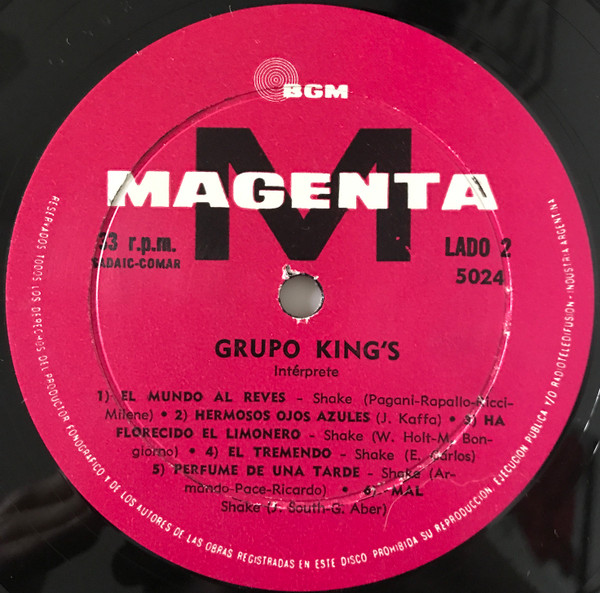 BGM
M
MAGENTA
33 r.p.m.
SADAIC-COMAR
LADO 2
5024
GRUPO KING'S
Intérprete
1) EL MUNDO AL REVES - Shake (Pagani-Rapallo-Ricci-
Milene) • 2) HERMOSOS OJOS AZULES (J. Kaffa) • 3) HA
FLORECIDO EL LIMONERO - Shake (W. Holt-M. Bon-
giorno) • 4) EL TREMENDO - Shake (E. Carlos)
5) PERFUME DE UNA TARDE - Shake (Ar-
mando-Pace-Ricardo) • 6) MAL
Shake (J. South-G. Aber)
RESERVADOS TODOS LOS DERECHOS DEL PRODUCTOR FONOGRAFICO Y DE LOS AUTORES DE LAS OBRAS REGISTRADAS EN ESTE DISCO PROHIBIDA SU REPRODUCCION, EJECUCION PUBLICA Y/O RADIOTELEDIFUSION - INDUSTRIA ARGENTINA